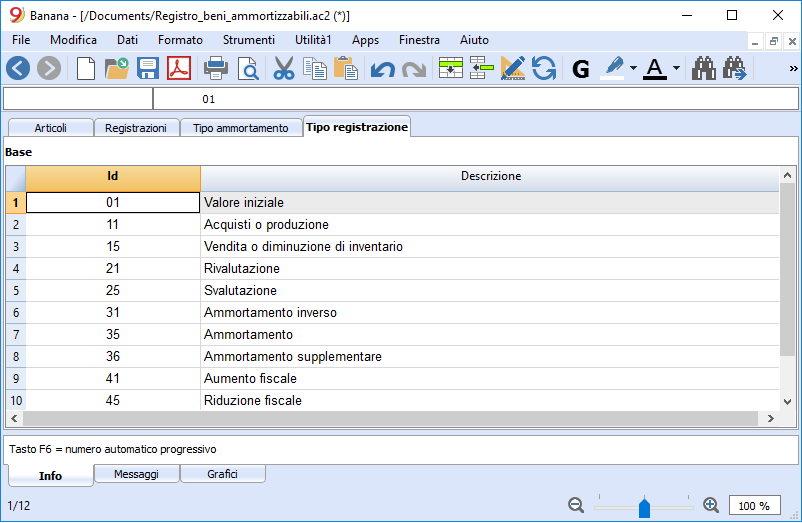 Banana - [/Documents/Registro_beni_ammortizzabili.ac2 (*)]
File Modifica Dati Formato Strumenti Utilità1 Apps Finestra Aiuto
G A »
01
Articoli Registrazioni Tipo ammortamento Tipo registrazione
Base
Id Descrizione
1 01 Valore iniziale
2 11 Acquisti o produzione
3 15 Vendita o diminuzione di inventario
4 21 Rivalutazione
5 25 Svalutazione
6 31 Ammortamento inverso
7 35 Ammortamento
8 36 Ammortamento supplementare
9 41 Aumento fiscale
10 45 Riduzione fiscale
Tasto F6 = numero automatico progressivo
Info Messaggi Grafici
1/12 100 %